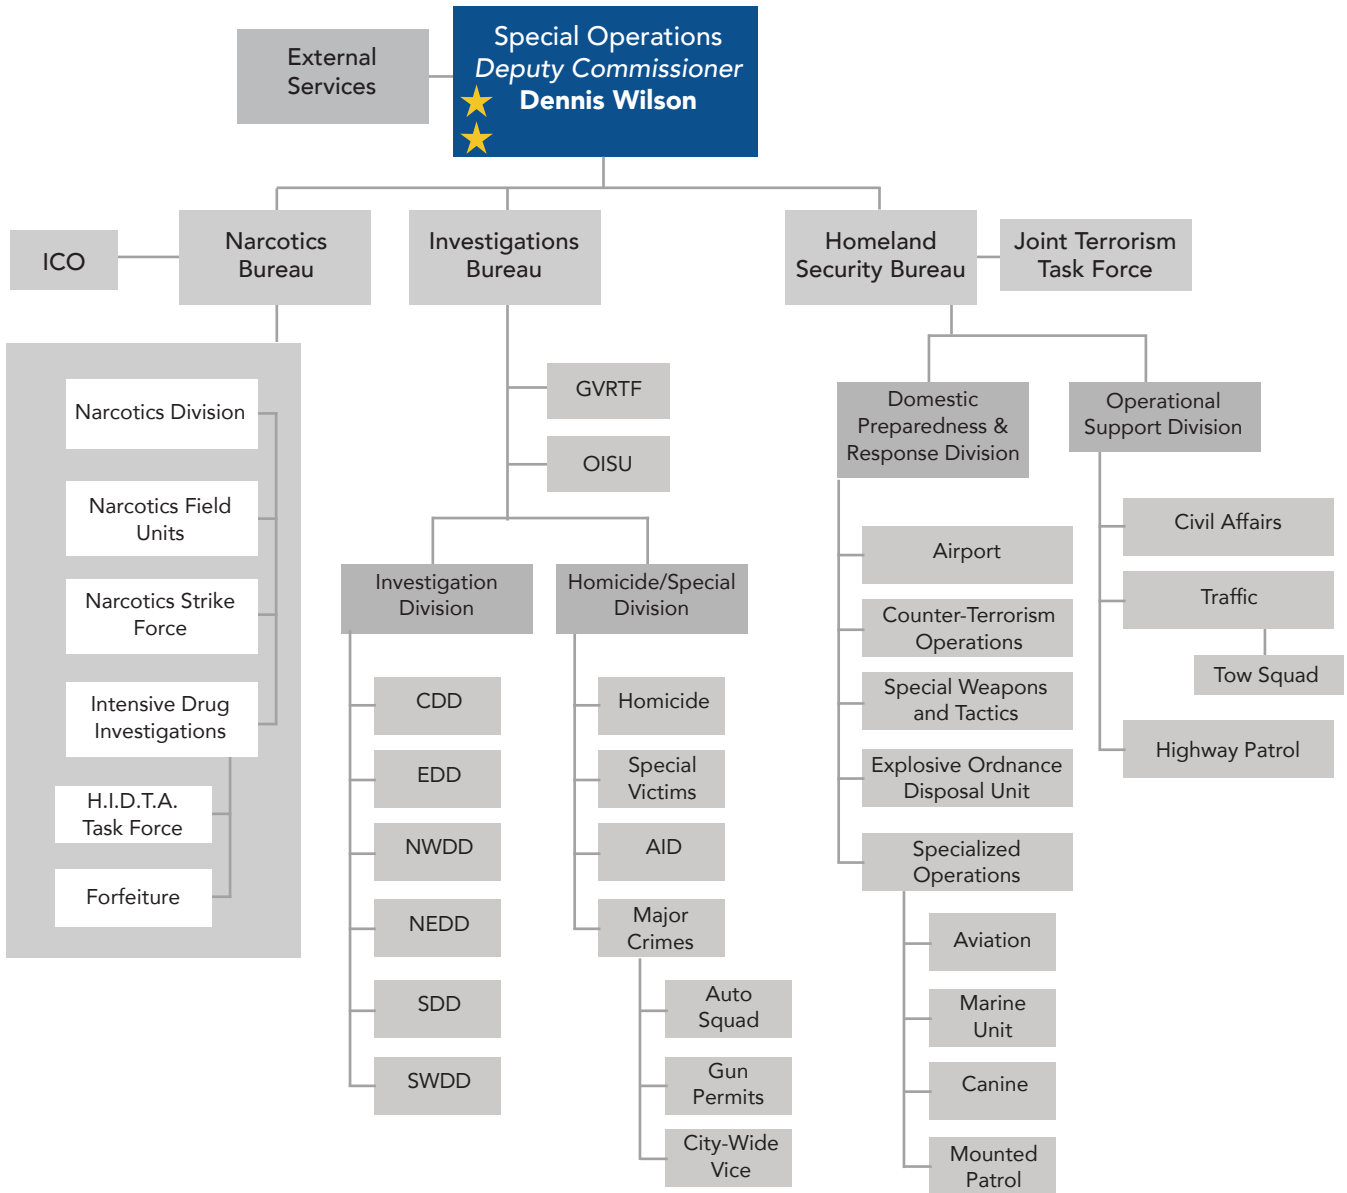 External
Services
Special Operations
Deputy Commissioner
Dennis Wilson
ICO
Narcotics
Bureau
Investigations
Bureau
Homeland
Security Bureau
Joint Terrorism
Task Force
Narcotics Division
Narcotics Field
Units
Narcotics Strike
Force
Intensive Drug
Investigations
H.I.D.T.A.
Task Force
Forfeiture
GVRTF
OISU
Investigation
Division
CDD
EDD
NWDD
NEDD
SDD
SWDD
Homicide/Special
Division
Homicide
Special
Victims
AID
Major
Crimes
Auto
Squad
Gun
Permits
City-Wide
Vice
Domestic
Preparedness &
Response Division
Airport
Counter-Terrorism
Operations
Special Weapons
and Tactics
Explosive Ordnance
Disposal Unit
Specialized
Operations
Aviation
Marine
Unit
Canine
Mounted
Patrol
Operational
Support Division
Civil Affairs
Traffic
Tow Squad
Highway Patrol